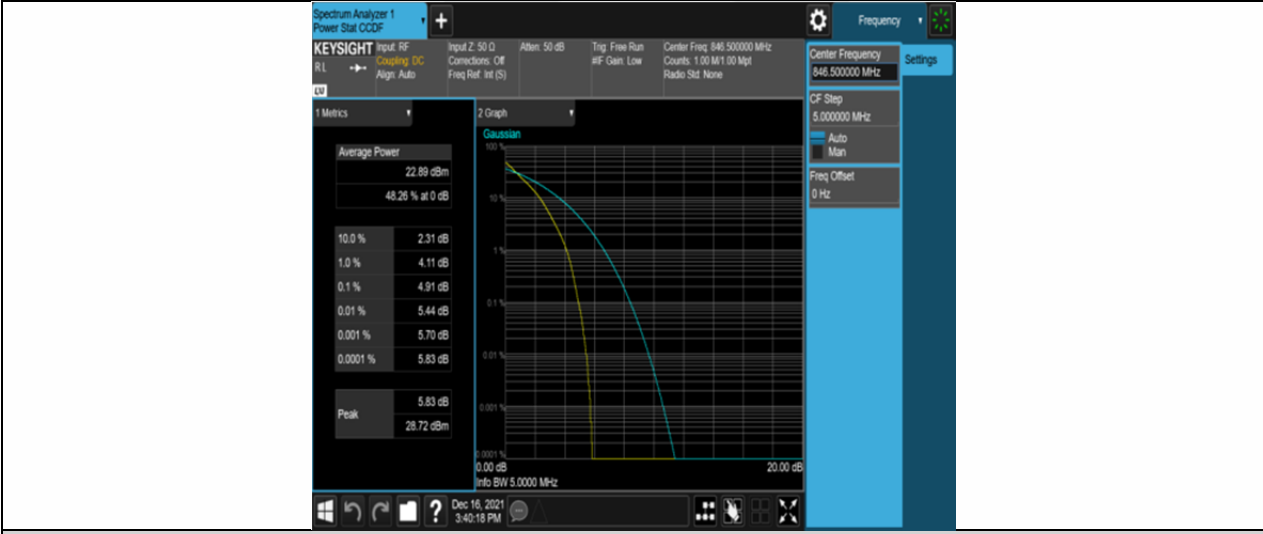 Spectrum Analyzer 1
Power Stat CCDF
+
Frequency
KEYSIGHT
R L
LV
Input: RF
Coupling: DC
Align: Auto
Input Z: 50 Ω
Corrections: Off
Freq Ref: Int (S)
Atten: 50 dB
Trig: Free Run
#IF Gain: Low
Center Freq: 846.500000 MHz
Counts: 1.00 M/1.00 Mpt
Radio Std: None
Center Frequency
846.500000 MHz
Settings
CF Step
5.000000 MHz
Auto
Man
Freq Offset
0 Hz
1 Metrics
Average Power
22.89 dBm
48.26 % at 0 dB
10.0 % 2.31 dB
1.0 % 4.11 dB
0.1 % 4.91 dB
0.01 % 5.44 dB
0.001 % 5.70 dB
0.0001 % 5.83 dB
Peak
5.83 dB
28.72 dBm
2 Graph
Gaussian
100 %
10 %
1 %
0.1 %
0.01 %
0.001 %
0.0001 %
0.00 dB
20.00 dB
Info BW 5.0000 MHz
?
Dec 16, 2021
3:40:18 PM